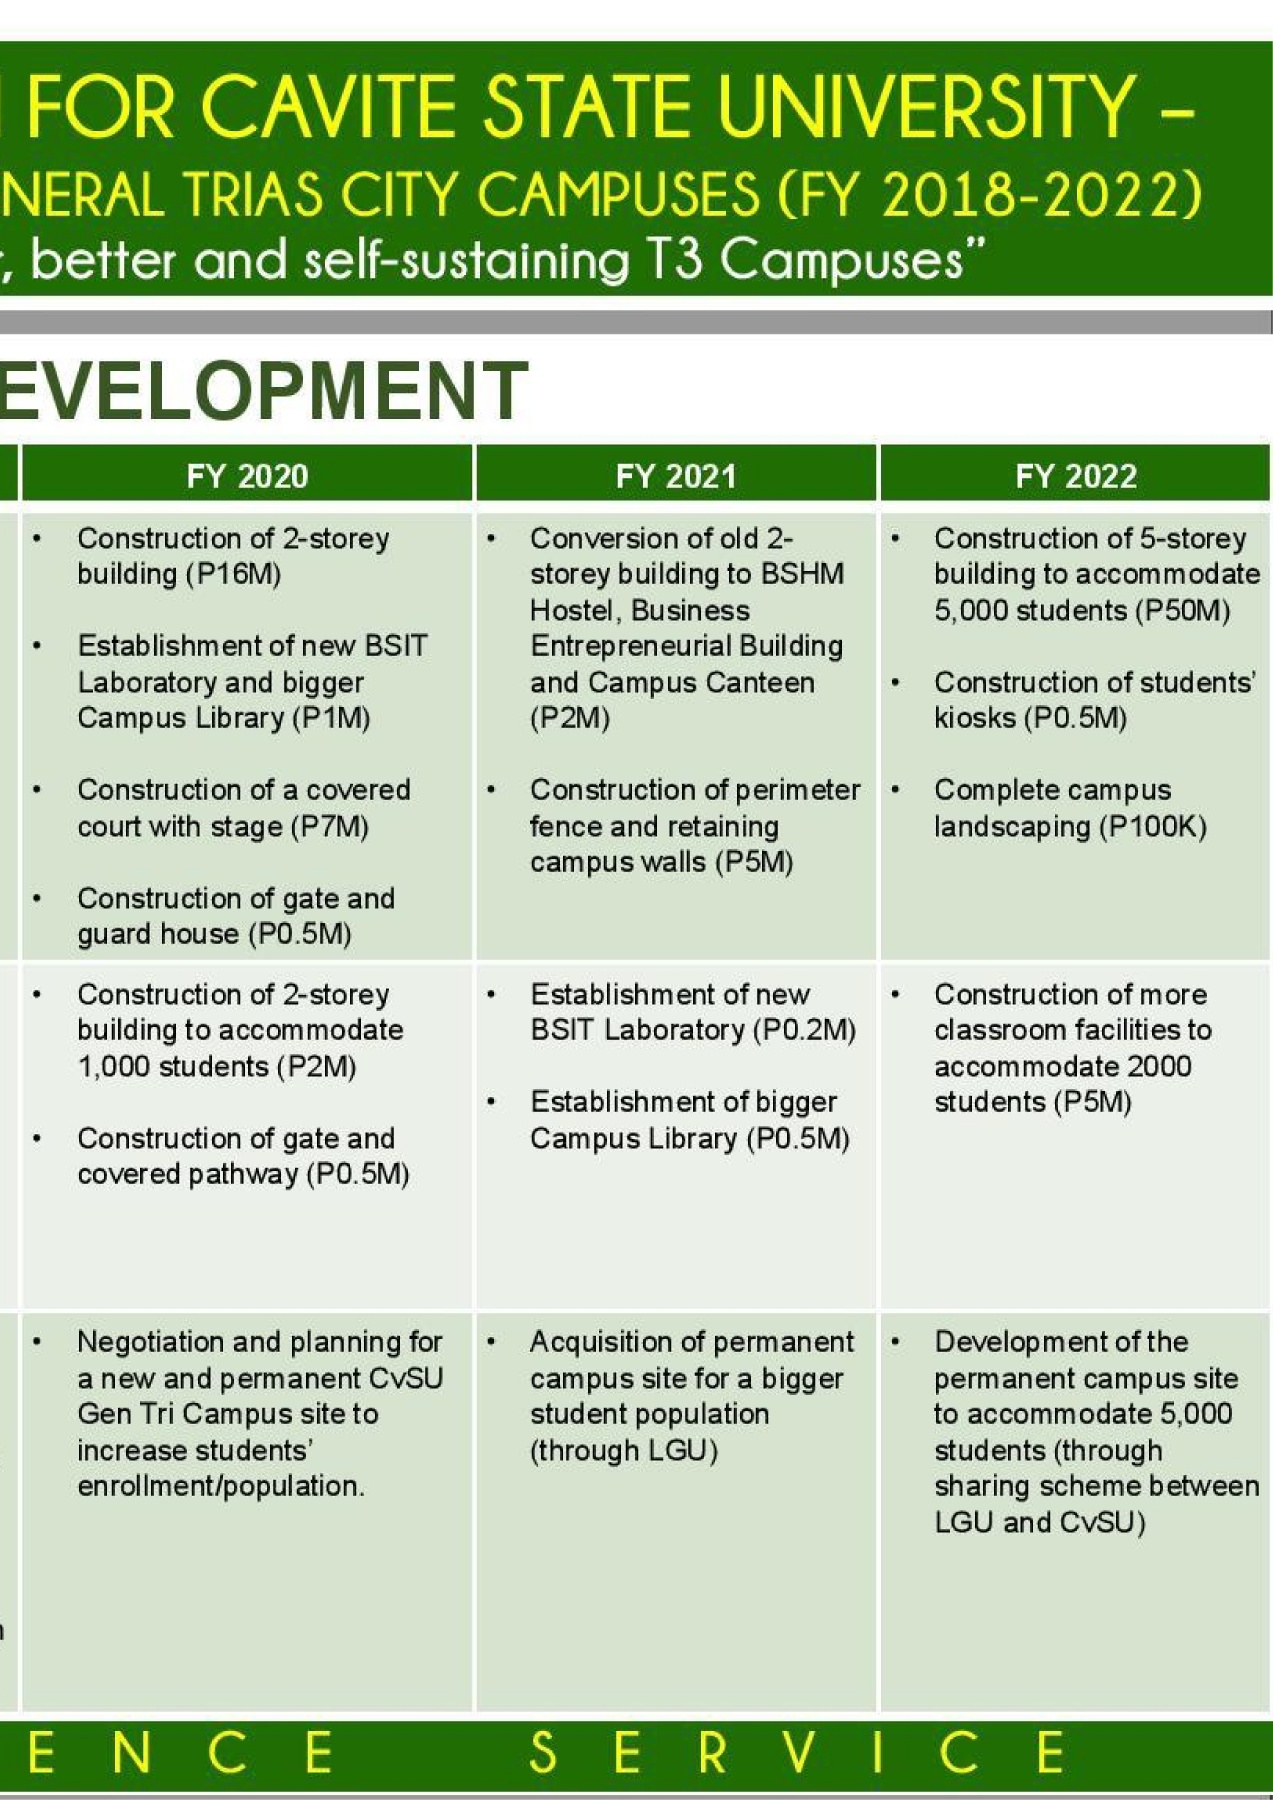 FOR CAVITE STATE UNIVERSITY –
NERAL TRIAS CITY CAMPUSES (FY 2018-2022)
, better and self-sustaining T3 Campuses”
EVELOPMENT
FY 2020
• Construction of 2-storey
building (P16M)
• Establishment of new BSIT
Laboratory and bigger
Campus Library (P1M)
• Construction of a covered
court with stage (P7M)
• Construction of gate and
guard house (P0.5M)
FY 2021
• Conversion of old 2-
storey building to BSHM
Hostel, Business
Entrepreneurial Building
and Campus Canteen
(P2M)
• Construction of perimeter
fence and retaining
campus walls (P5M)
FY 2022
• Construction of 5-storey
building to accommodate
5,000 students (P50M)
• Construction of students’
kiosks (P0.5M)
• Complete campus
landscaping (P100K)
• Construction of 2-storey
building to accommodate
1,000 students (P2M)
• Construction of gate and
covered pathway (P0.5M)
• Establishment of new
BSIT Laboratory (P0.2M)
• Establishment of bigger
Campus Library (P0.5M)
• Construction of more
classroom facilities to
accommodate 2000
students (P5M)
• Negotiation and planning for
a new and permanent CvSU
Gen Tri Campus site to
increase students’
enrollment/population.
• Acquisition of permanent
campus site for a bigger
student population
(through LGU)
• Development of the
permanent campus site
to accommodate 5,000
students (through
sharing scheme between
LGU and CvSU)
E N C E S E R V I C E